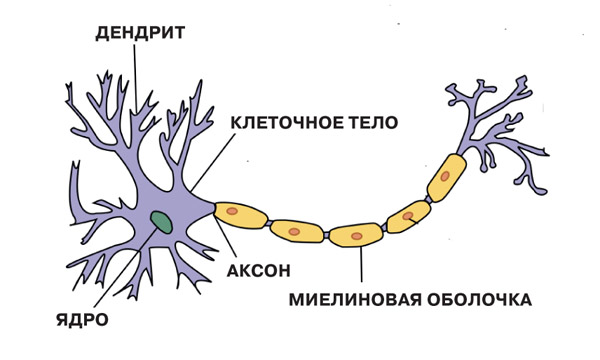 ДЕНДРИТ
КЛЕТОЧНОЕ ТЕЛО
АКСОН
МИЕЛИНОВАЯ ОБОЛОЧКА
ЯДРО